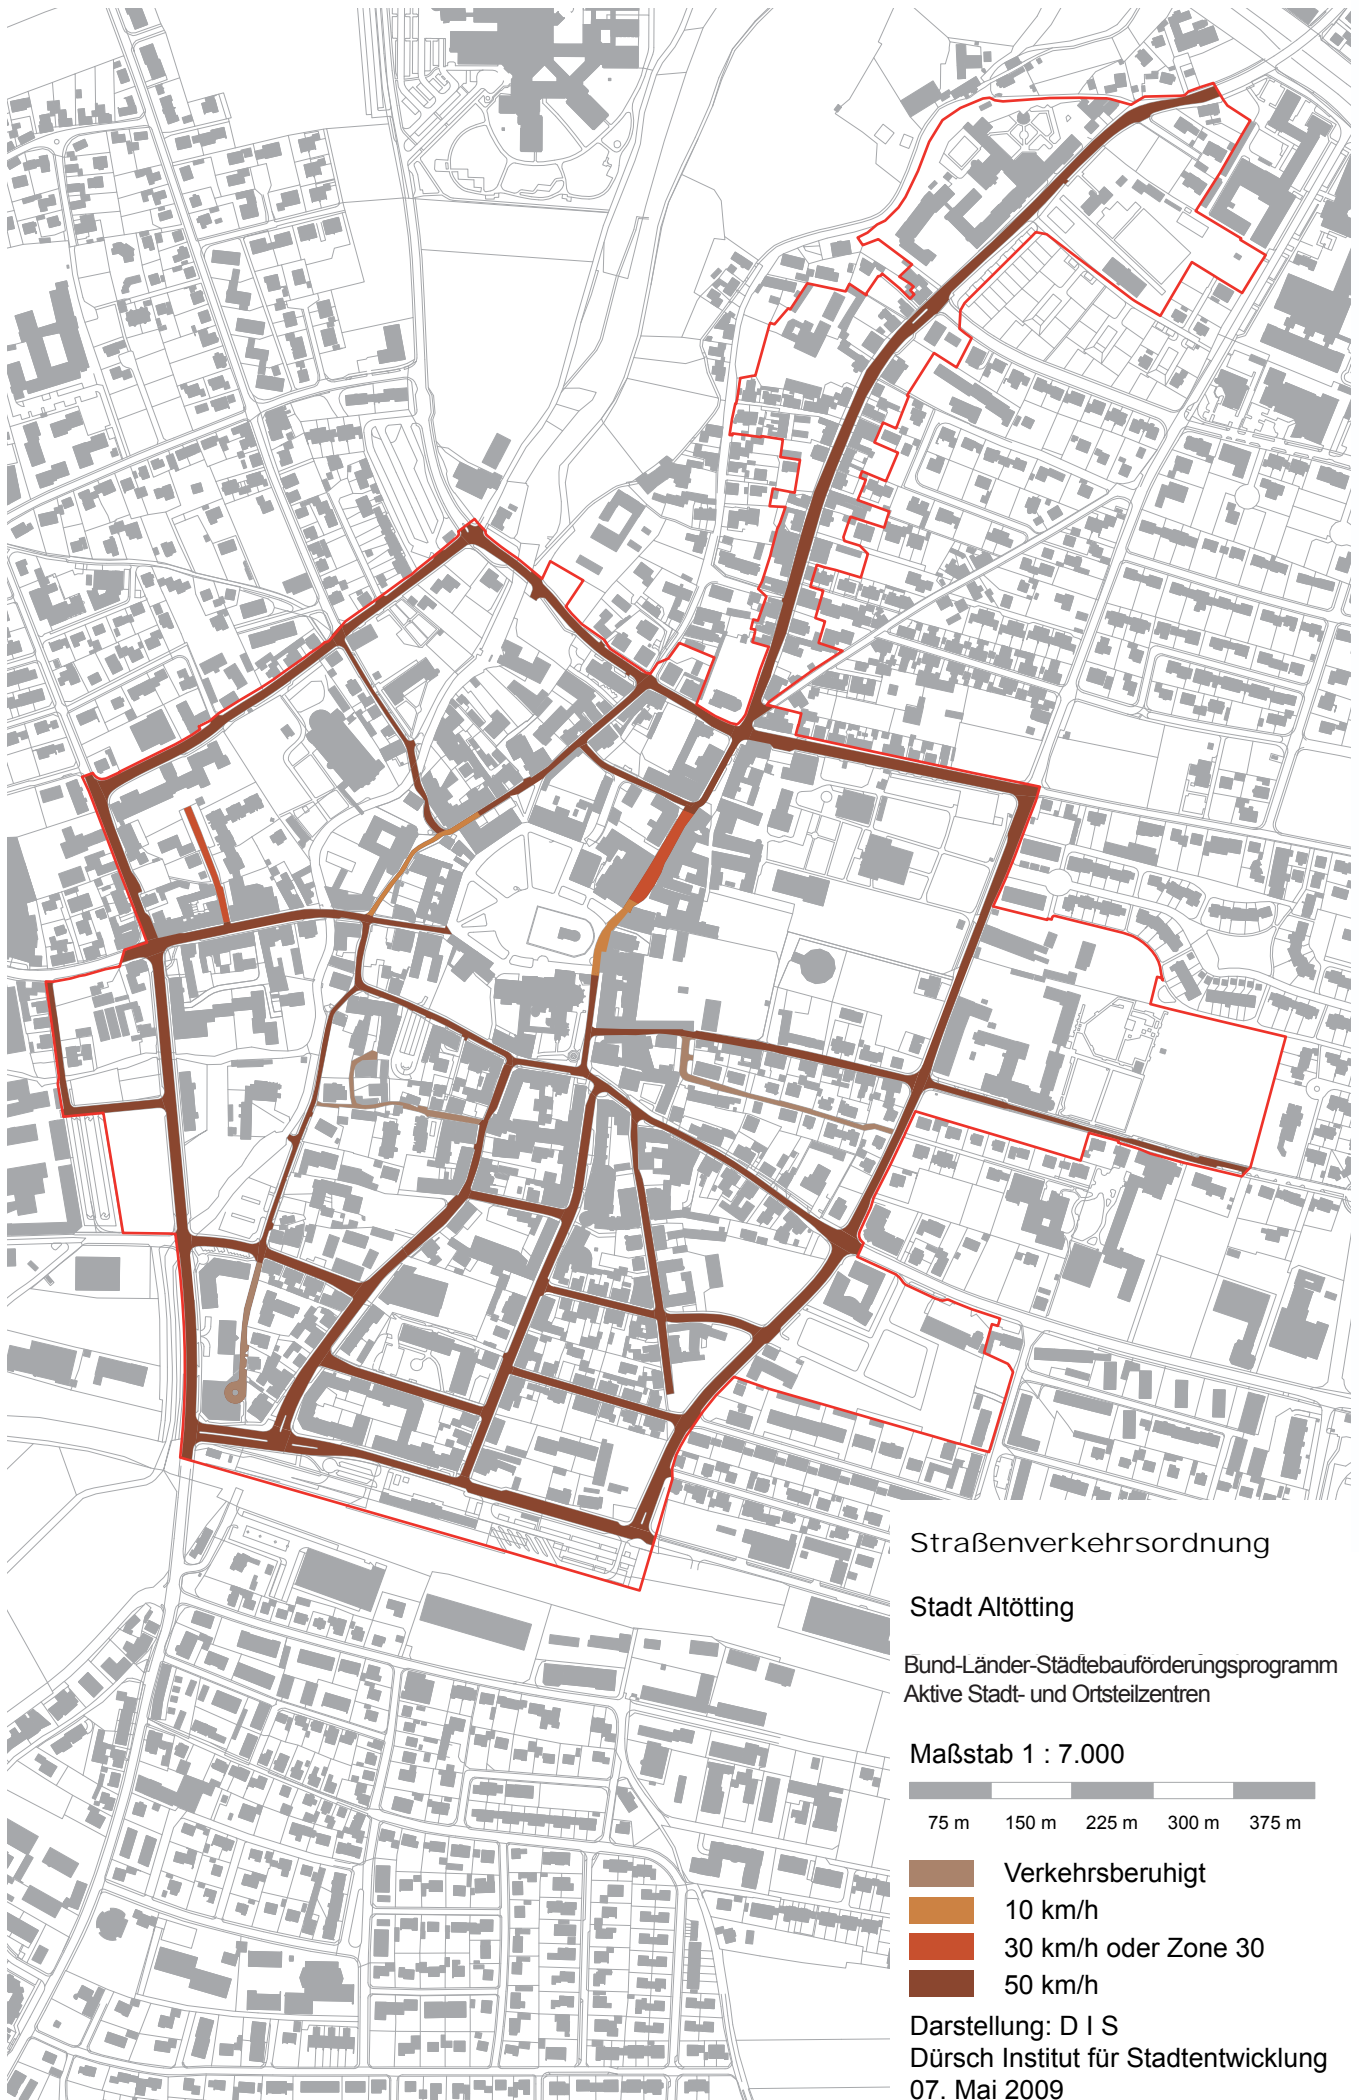 Straßenverkehrsordnung
Stadt Altötting
Bund-Länder-Städtebauförderungsprogramm
Aktive Stadt- und Ortsteilzentren
Maßstab 1 : 7.000
75 m 150 m 225 m 300 m 375 m
Verkehrsberuhigt
10 km/h
30 km/h oder Zone 30
50 km/h
Darstellung: D I S
Dürsch Institut für Stadtentwicklung
07. Mai 2009